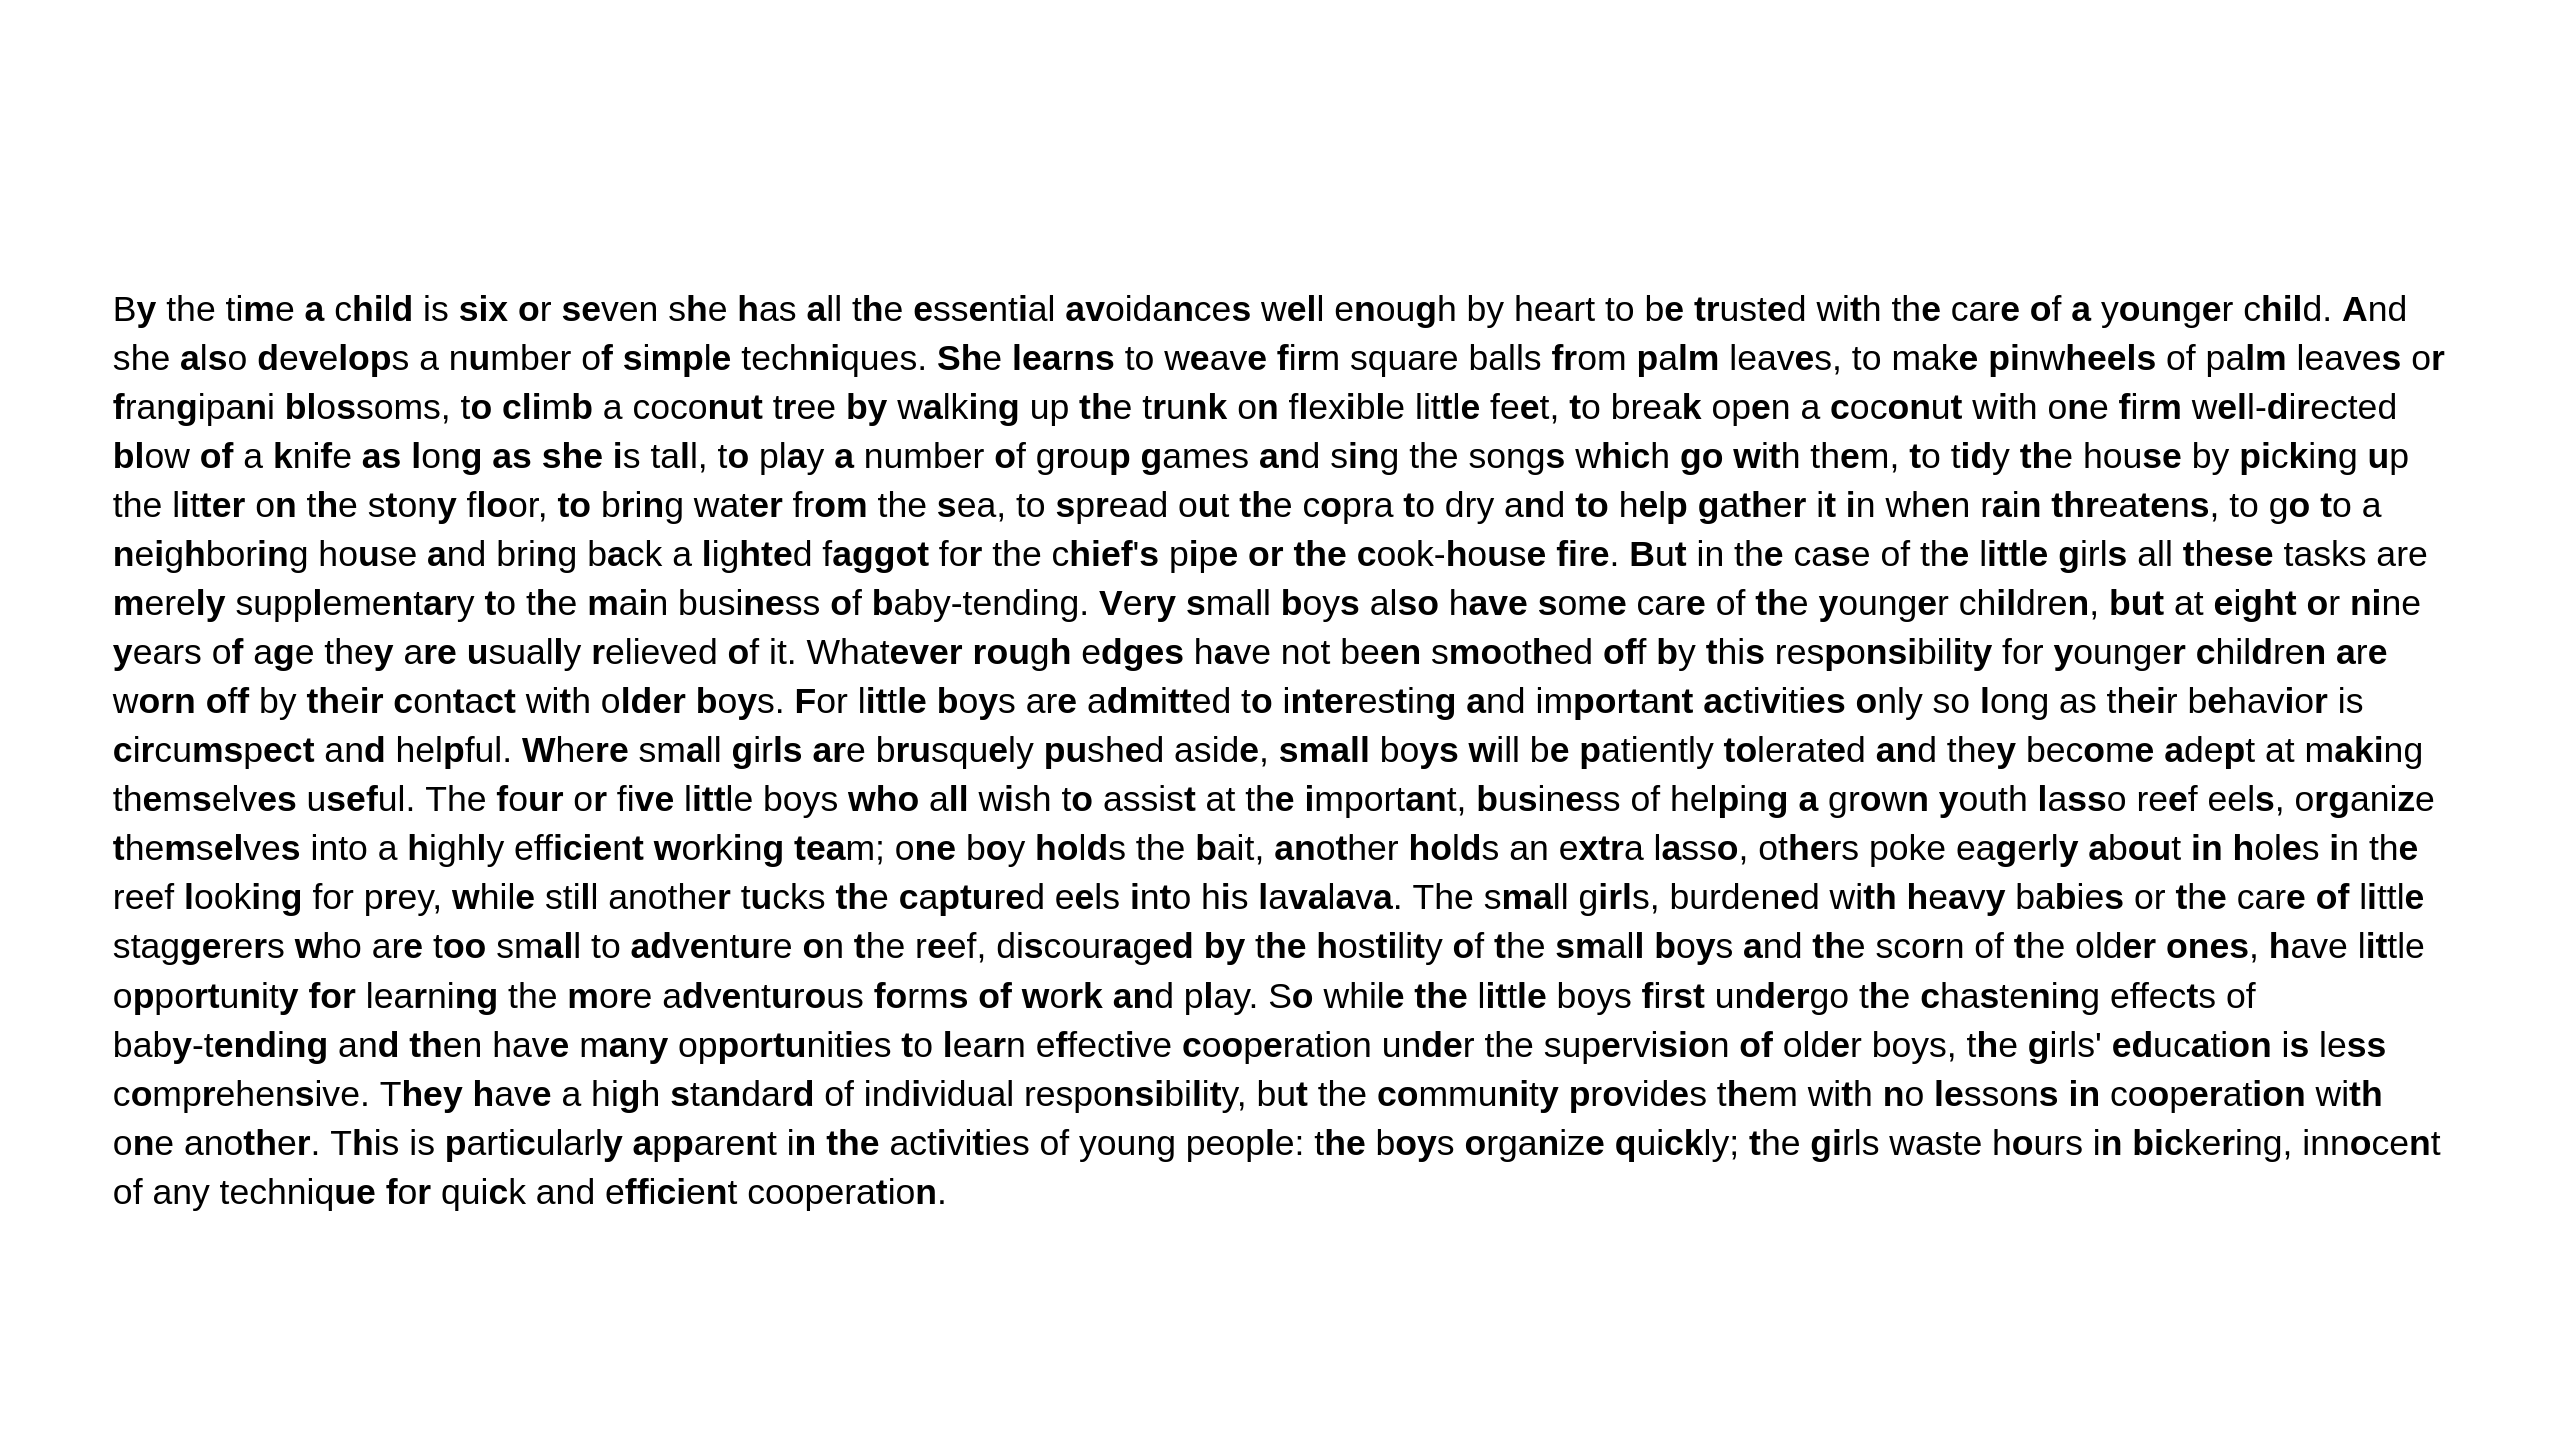 By the time a child is six or seven she has all the essential avoidances well enough by heart to be trusted with the care of a younger child. And
she also develops a number of simple techniques. She learns to weave firm square balls from palm leaves, to make pinwheels of palm leaves or
frangipani blossoms, to climb a coconut tree by walking up the trunk on flexible little feet, to break open a coconut with one firm well-directed
blow of a knife as long as she is tall, to play a number of group games and sing the songs which go with them, to tidy the house by picking up
the litter on the stony floor, to bring water from the sea, to spread out the copra to dry and to help gather it in when rain threatens, to go to a
neighboring house and bring back a lighted faggot for the chief's pipe or the cook-house fire. But in the case of the little girls all these tasks are
merely supplementary to the main business of baby-tending. Very small boys also have some care of the younger children, but at eight or nine
years of age they are usually relieved of it. Whatever rough edges have not been smoothed off by this responsibility for younger children are
worn off by their contact with older boys. For little boys are admitted to interesting and important activities only so long as their behavior is
circumspect and helpful. Where small girls are brusquely pushed aside, small boys will be patiently tolerated and they become adept at making
themselves useful. The four or five little boys who all wish to assist at the important, business of helping a grown youth lasso reef eels, organize
themselves into a highly efficient working team; one boy holds the bait, another holds an extra lasso, others poke eagerly about in holes in the
reef looking for prey, while still another tucks the captured eels into his lavalava. The small girls, burdened with heavy babies or the care of little
staggerers who are too small to adventure on the reef, discouraged by the hostility of the small boys and the scorn of the older ones, have little
opportunity for learning the more adventurous forms of work and play. So while the little boys first undergo the chastening effects of
baby-tending and then have many opportunities to learn effective cooperation under the supervision of older boys, the girls' education is less
comprehensive. They have a high standard of individual responsibility, but the community provides them with no lessons in cooperation with
one another. This is particularly apparent in the activities of young people: the boys organize quickly; the girls waste hours in bickering, innocent
of any technique for quick and efficient cooperation.